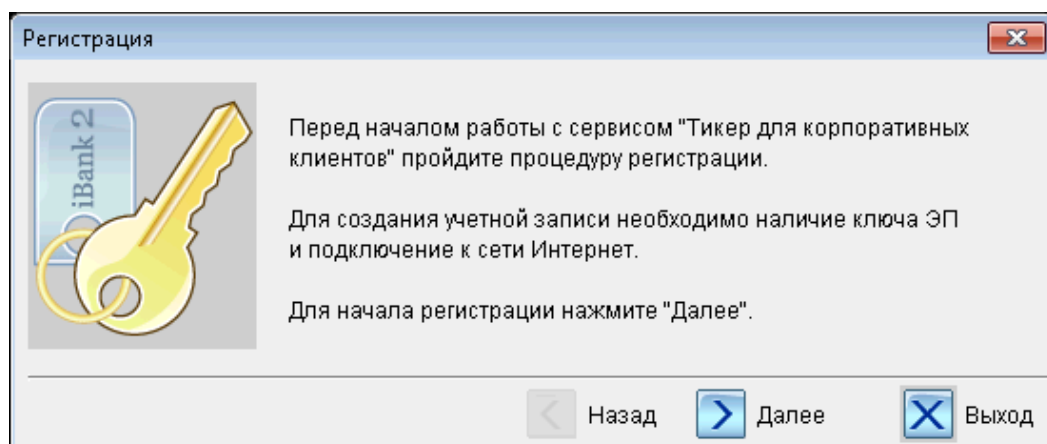 Регистрация
iBank 2
Перед началом работы с сервисом "Тикер для корпоративных
клиентов" пройдите процедуру регистрации.
Для создания учетной записи необходимо наличие ключа ЭП
и подключение к сети Интернет.
Для начала регистрации нажмите "Далее".
Назад
Далее
Выход